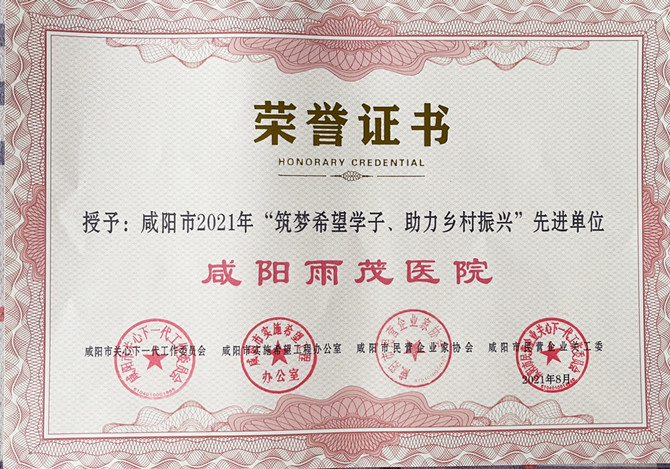 荣誉证书
HONORARY CREDENTIAL
授予：咸阳市2021年“筑梦希望学子、助力乡村振兴”先进单位
咸阳雨茂医院
咸阳市关心下一代工作委员会 咸阳市实施希望工程办公室 咸阳市民营企业家协会 咸阳市民营企业关工委
2021年8月